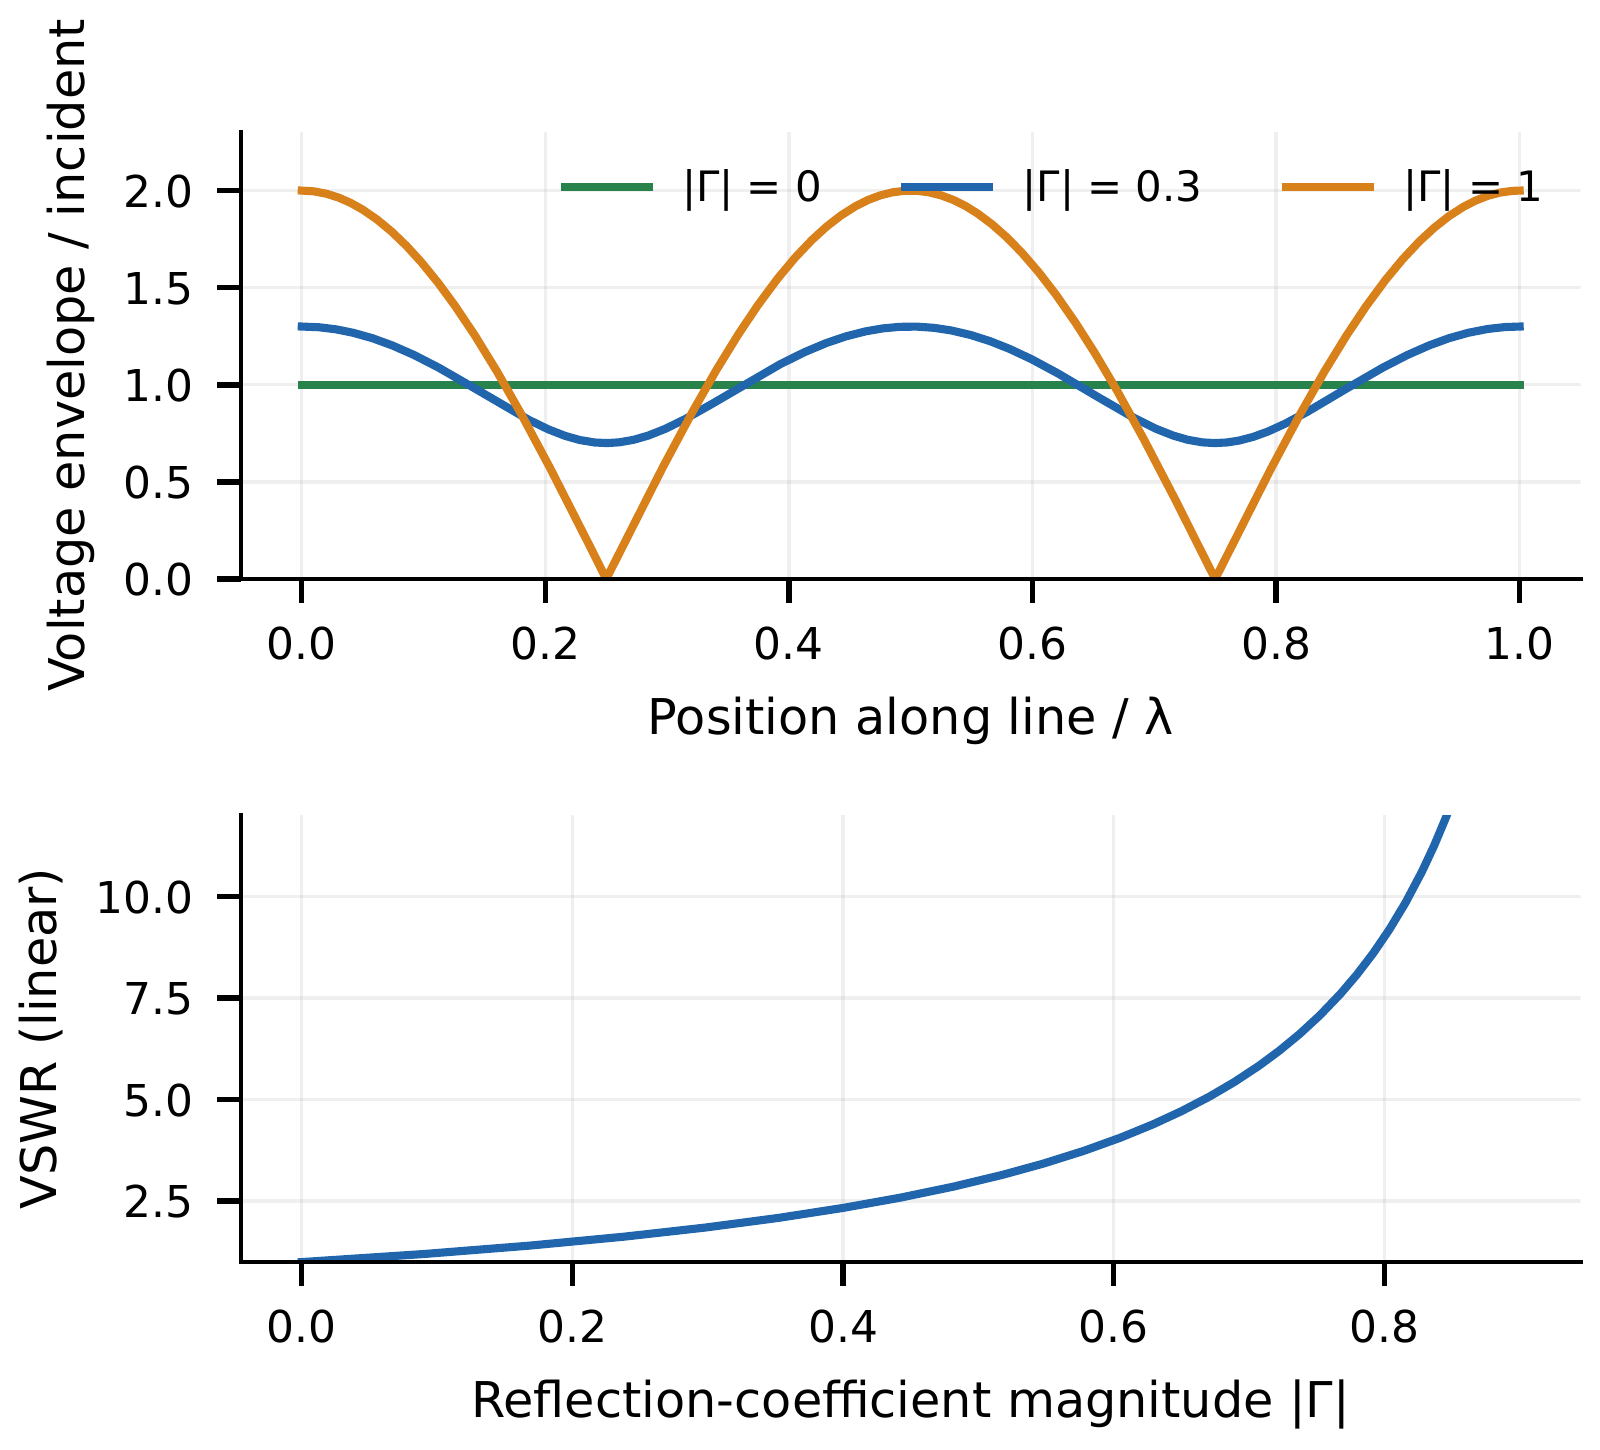 Voltage envelope / incident
|Γ| = 0 |Γ| = 0.3 |Γ| = 1
2.0
1.5
1.0
0.5
0.0
0.0 0.2 0.4 0.6 0.8 1.0
Position along line / λ
VSWR (linear)
10.0
7.5
5.0
2.5
0.0 0.2 0.4 0.6 0.8
Reflection-coefficient magnitude |Γ|